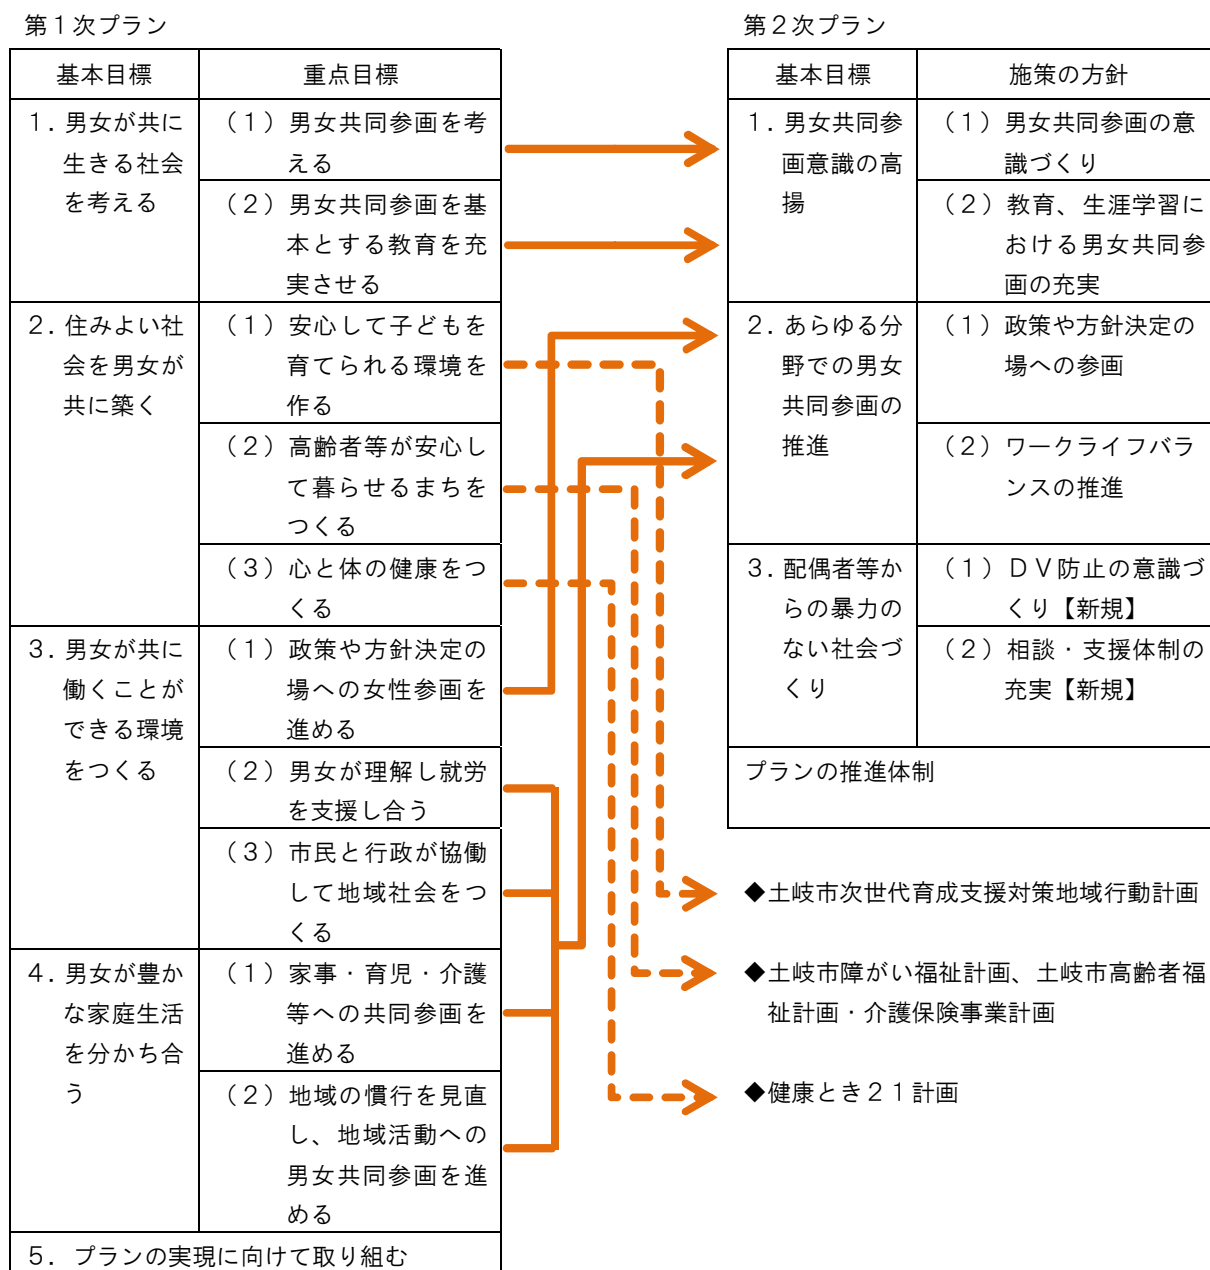 第１次プラン
基本目標
重点目標
１．男女が共に
生きる社会
を考える
（１）男女共同参画を考
える
（２）男女共同参画を基
本とする教育を充
実させる
２．住みよい社
会を男女が
共に築く
（１）安心して子どもを
育てられる環境を
作る
（２）高齢者等が安心し
て暮らせるまちを
つくる
（３）心と体の健康をつ
くる
３．男女が共に
働くことが
できる環境
をつくる
（１）政策や方針決定の
場への女性参画を
進める
（２）男女が理解し就労
を支援し合う
（３）市民と行政が協働
して地域社会をつ
くる
４．男女が豊か
な家庭生活
を分かち合
う
（１）家事・育児・介護
等への共同参画を
進める
（２）地域の慣行を見直
し、地域活動への
男女共同参画を進
める
５．プランの実現に向けて取り組む
第２次プラン
基本目標
施策の方針
１．男女共同参
画意識の高
揚
（１）男女共同参画の意
識づくり
（２）教育、生涯学習に
おける男女共同参
画の充実
２．あらゆる分
野での男女
共同参画の
推進
（１）政策や方針決定の
場への参画
（２）ワークライフバラ
ンスの推進
３．配偶者等か
らの暴力の
ない社会づ
くり
（１）ＤＶ防止の意識づ
くり【新規】
（２）相談・支援体制の
充実【新規】
プランの推進体制
◆土岐市次世代育成支援対策地域行動計画
◆土岐市障がい福祉計画、土岐市高齢者福
祉計画・介護保険事業計画
◆健康とき２１計画